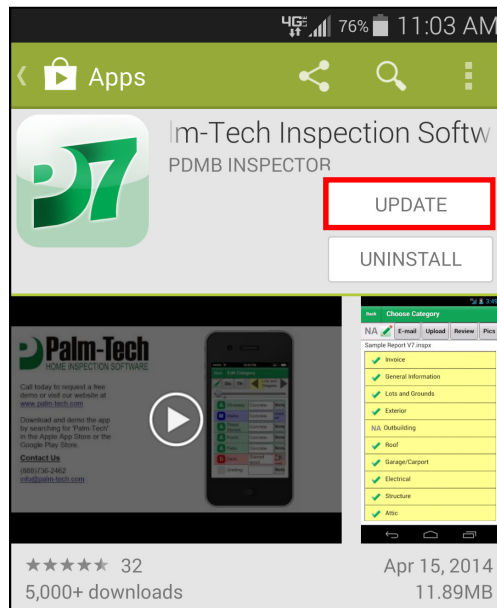 4G LTE 76% 11:03 AM
Apps
P7
lm-Tech Inspection Softw
PDMB INSPECTOR
UPDATE
UNINSTALL
Palm-Tech
HOME INSPECTION SOFTWARE
Call today to request a free
demo or visit our website at
www.palm-tech.com
Download and demo the app
by searching for 'Palm Tech'
in the Apple App Store or the
Google Play Store.
Contact Us
(888)736-2462
info@palm-tech.com
Edit Category
3:49
Back Choose Category
NA E-mail Upload Review Pics
Sample Report V7.inspx
Invoice
General Information
Lots and Grounds
Exterior
NA Outbuilding
Roof
Garage/Carport
Electrical
Structure
Attic
32
5,000+ downloads
Apr 15, 2014
11.89MB